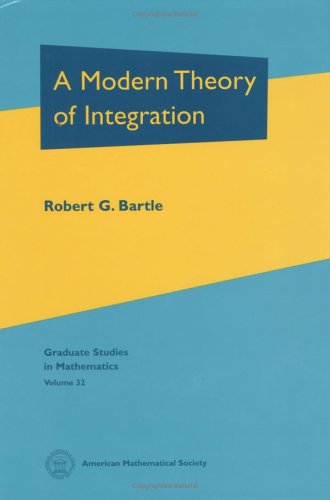 A Modern Theory
of Integration
Robert G. Bartle
Graduate Studies
in Mathematics
Volume 32
American Mathematical Society